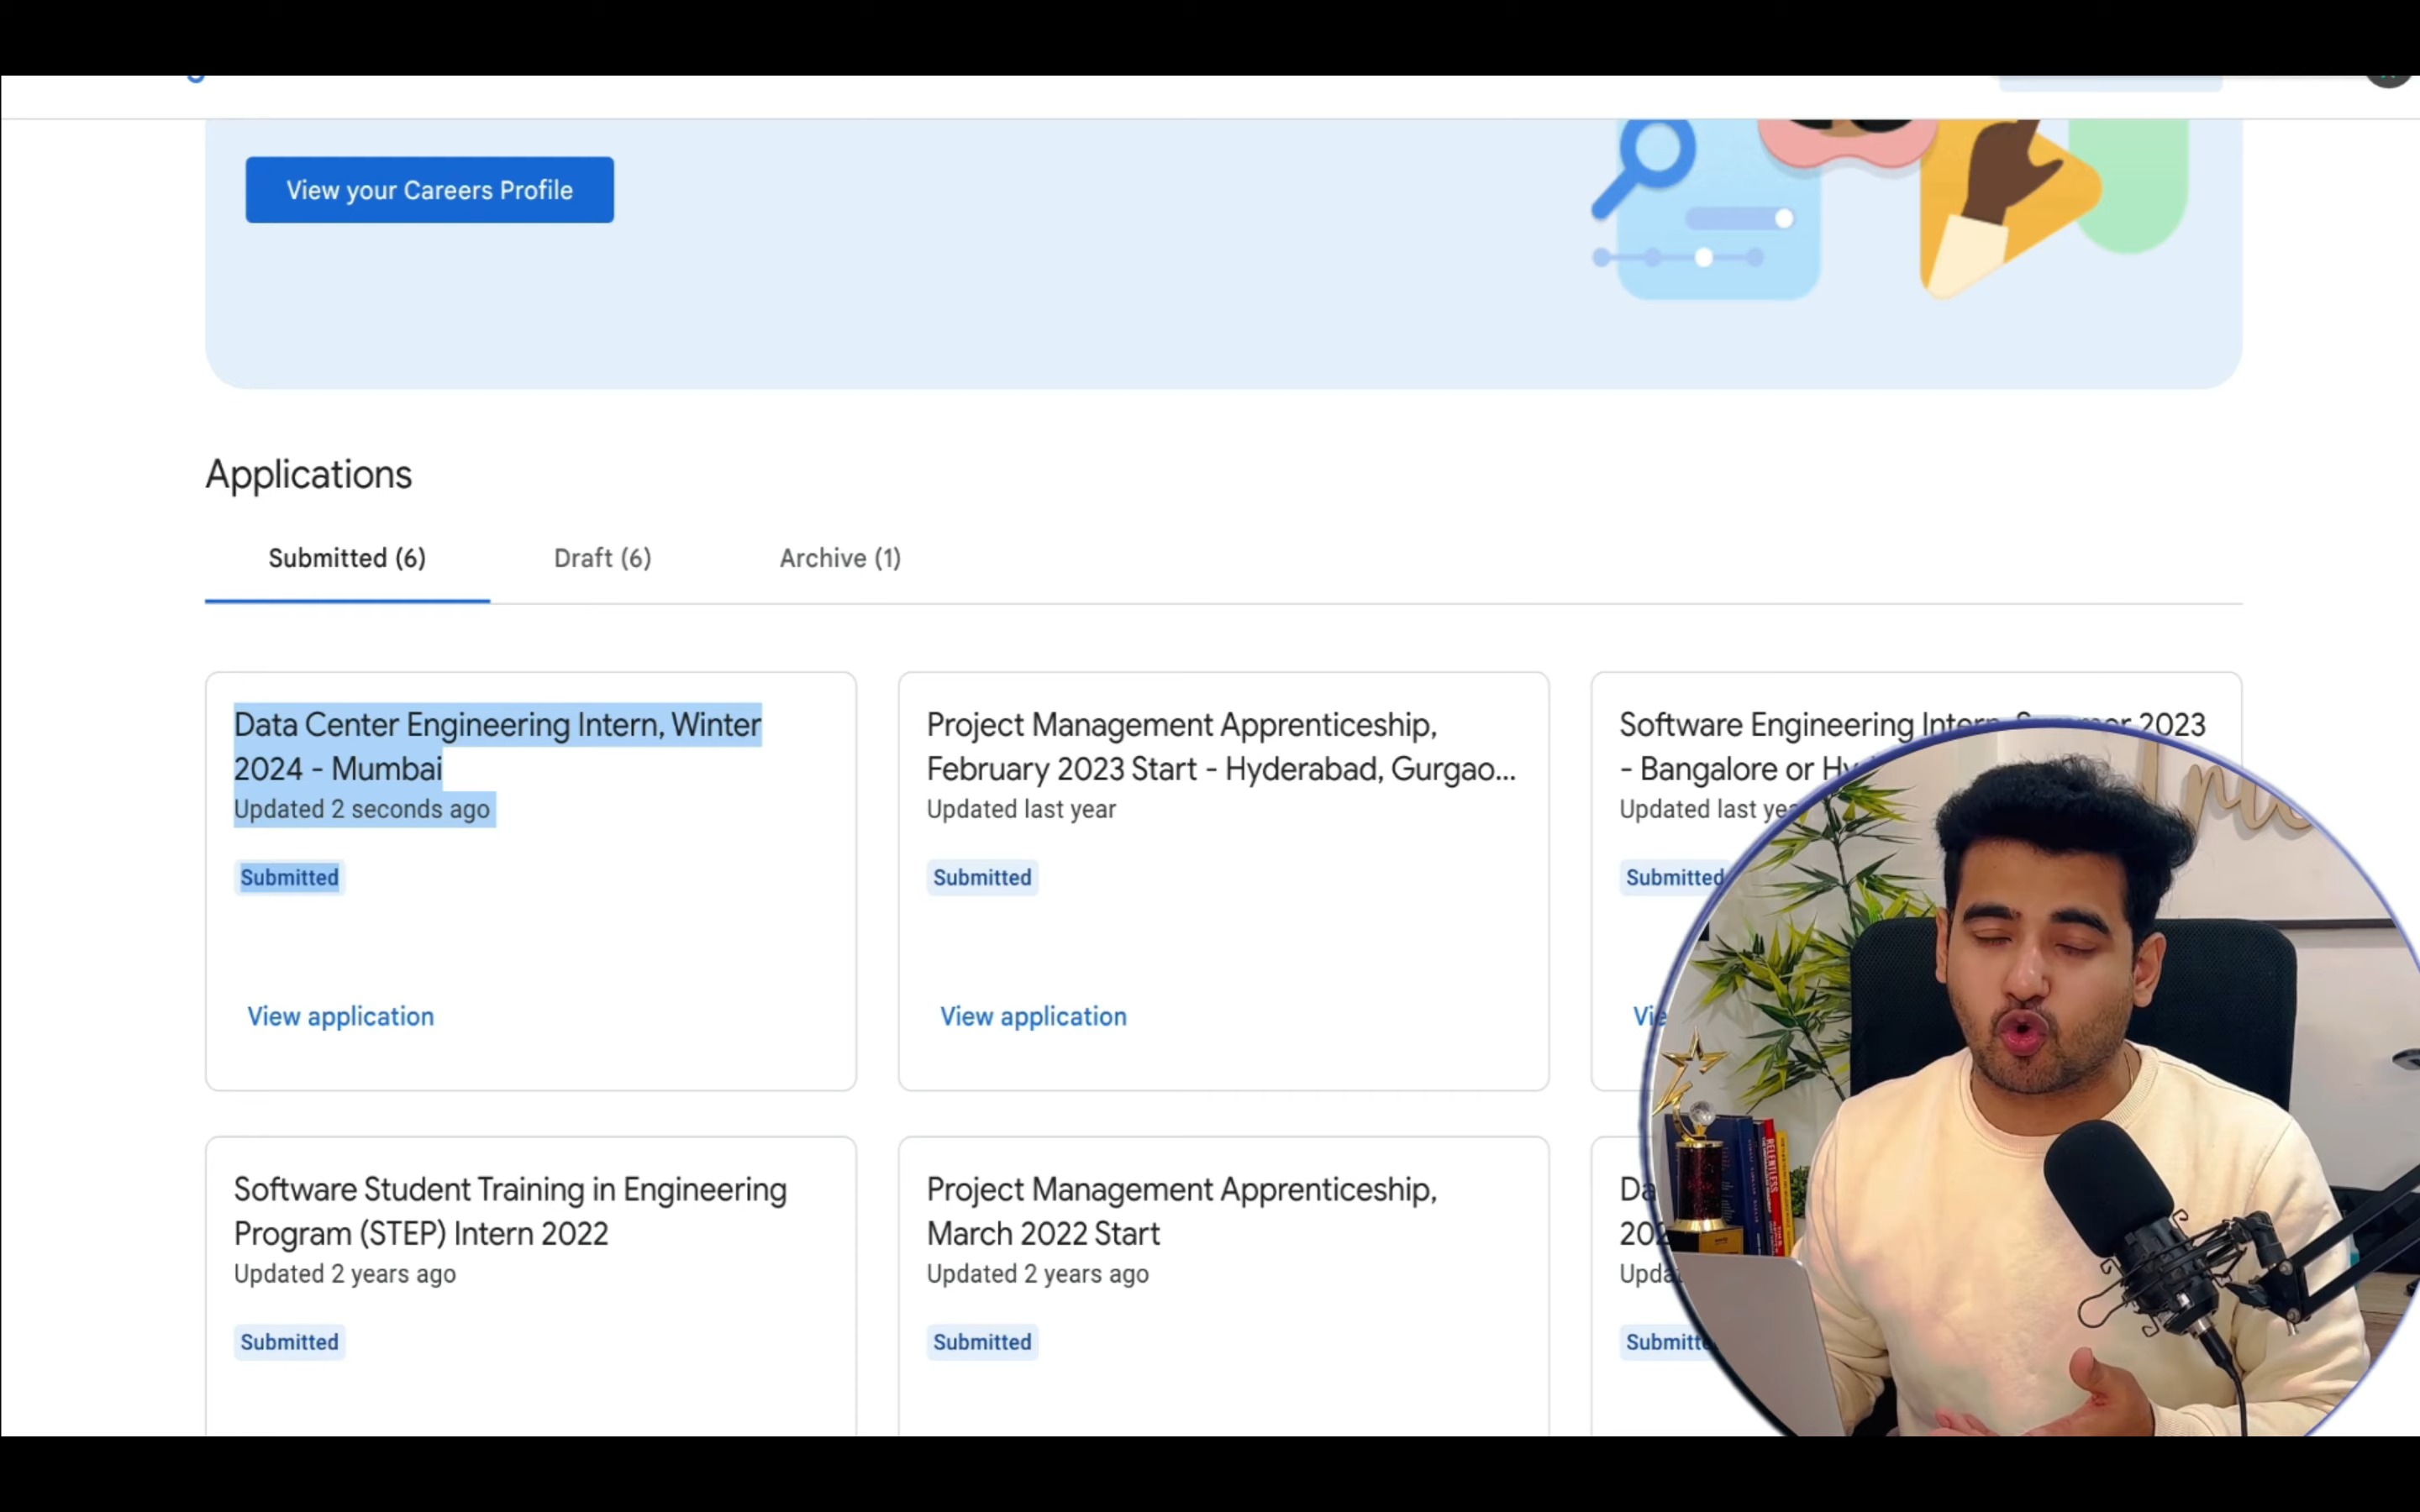 View your Careers Profile
Applications
Submitted (6)
Draft (6)
Archive (1)
Data Center Engineering Intern, Winter
2024 - Mumbai
Updated 2 seconds ago
Submitted
View application
Project Management Apprenticeship,
February 2023 Start - Hyderabad, Gurgao...
Updated last year
Submitted
View application
Software Engineering Intern, Summer 2023
- Bangalore or
Updated last
Submitted
Software Student Training in Engineering
Program (STEP) Intern 2022
Updated 2 years ago
Submitted
Project Management Apprenticeship,
March 2022 Start
Updated 2 years ago
Submitted
RELENTLESS